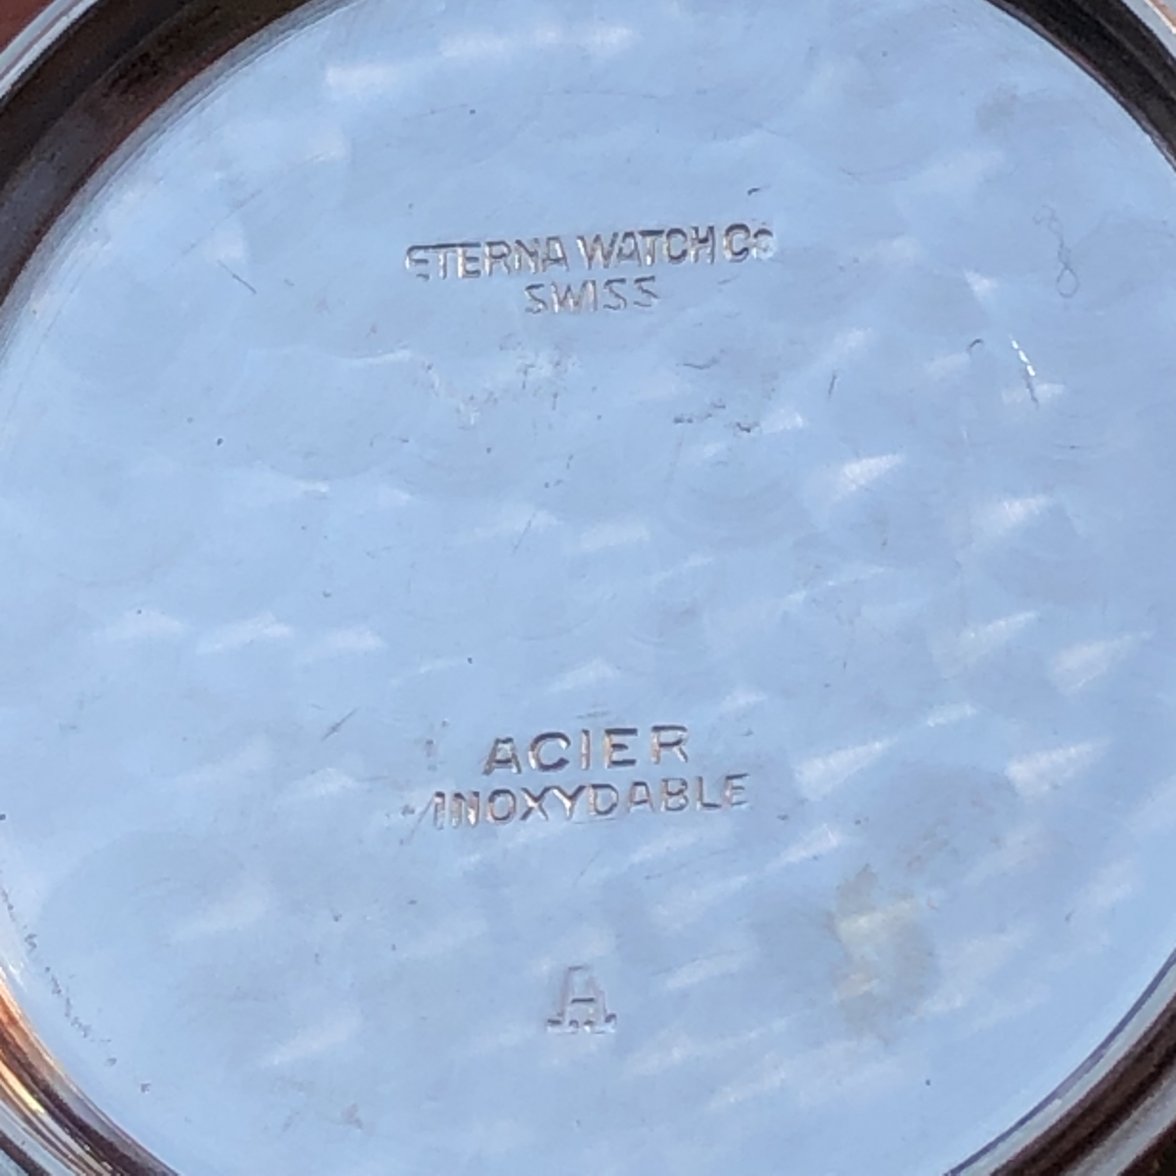 ETERNA WATCH Co
SWISS
ACIER
INOXYDABLE
A